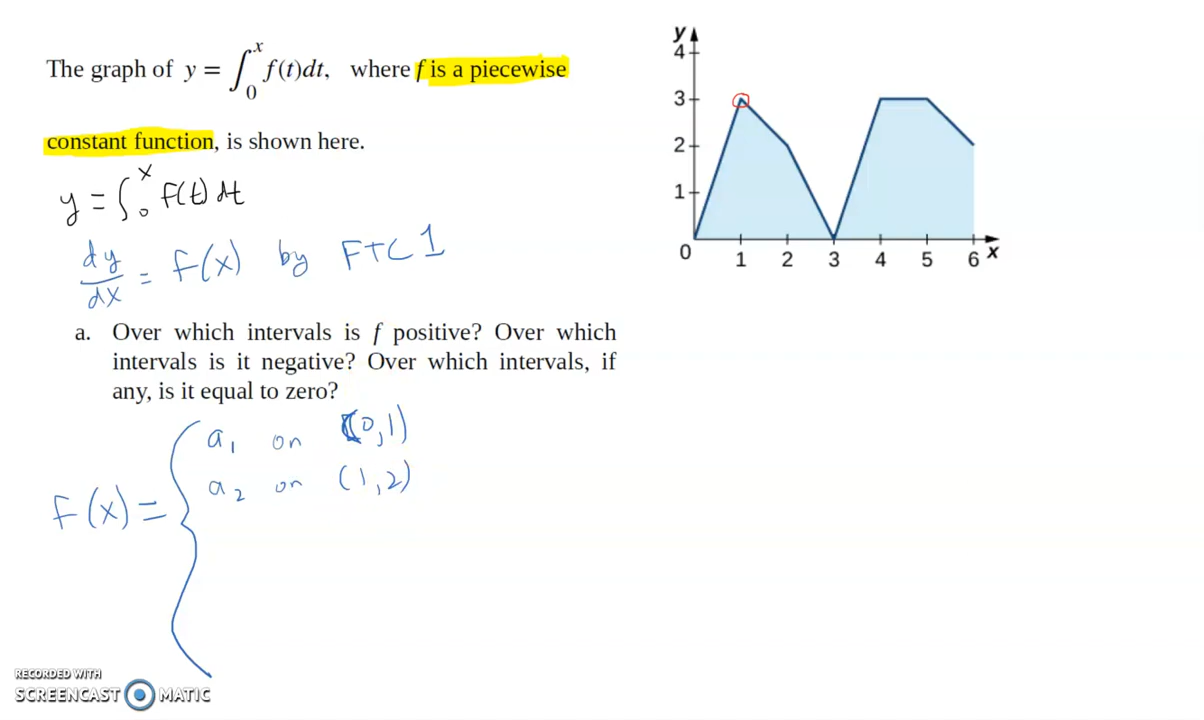 The graph of y = ∫₀ˣ f(t)dt, where f is a piecewise
constant function, is shown here.
y = ∫₀ˣ f(t) dt
dy/dx = f(x) by FTC 1
a. Over which intervals is f positive? Over which
intervals is it negative? Over which intervals, if
any, is it equal to zero?
f(x) = {
a₁ on (0,1)
a₂ on (1,2)
y
4
3
2
1
0 1 2 3 4 5 6 x
RECORDED WITH
SCREENCAST MATIC